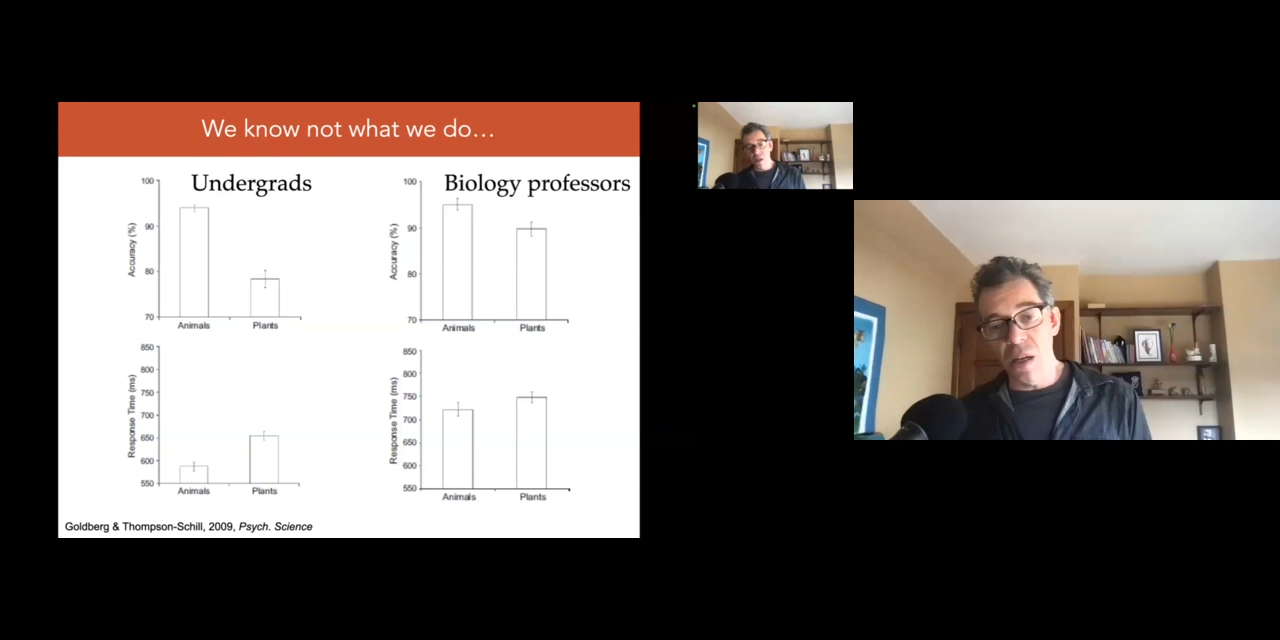 We know not what we do…
Undergrads
Biology professors
100
90
80
70
Accuracy (%)
Animals
Plants
100
90
80
70
Accuracy (%)
Animals
Plants
850
800
750
700
650
600
550
Response Time (ms)
Animals
Plants
850
800
750
700
650
600
550
Response Time (ms)
Animals
Plants
Goldberg & Thompson-Schill, 2009, Psych. Science